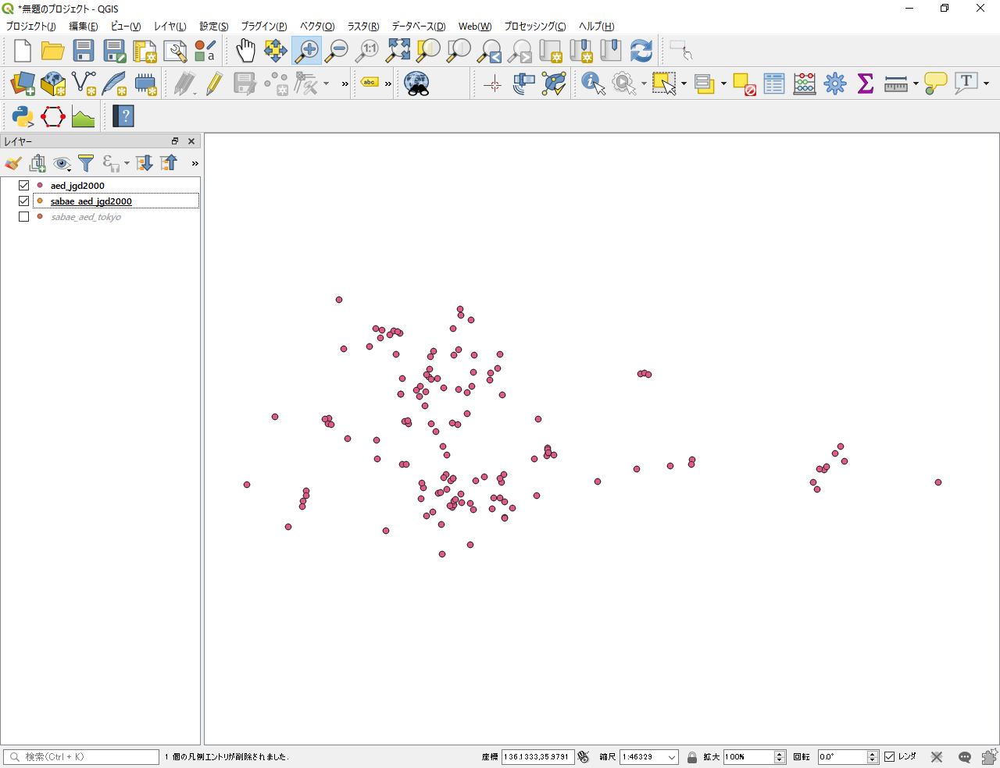 *無題のプロジェクト - QGIS
プロジェクト(J) 編集(E) ビュー(V) レイヤ(L) 設定(S) プラグイン(P) ベクタ(O) ラスタ(R) データベース(D) Web(W) プロセッシング(C) ヘルプ(H)
1:1
abc
T
?
レイヤー
aed_jgd2000
sabae_aed_jgd2000
sabae_aed_tokyo
検索(Ctrl + K) 1 個の凡例エントリが削除されました. 座標 136.1333,35.9791 縮尺 1:46329 拡大 100% 回転 0.0° レンダ